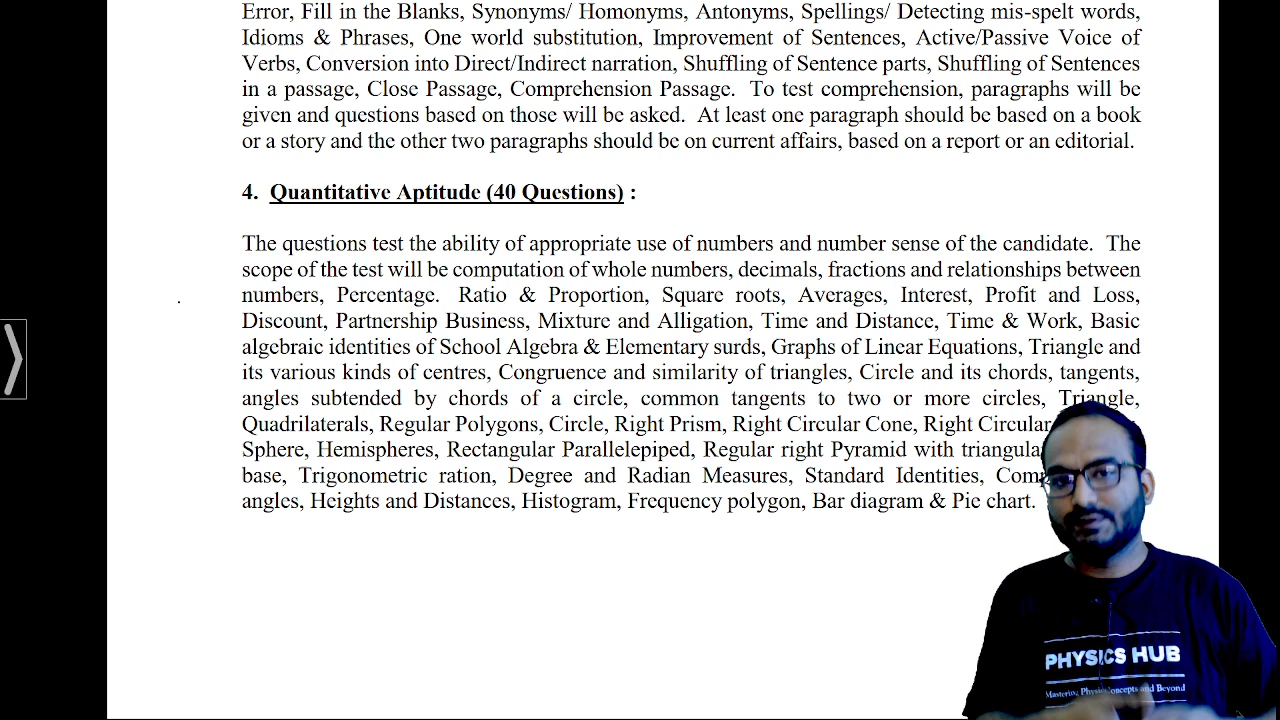 Error, Fill in the Blanks, Synonyms/ Homonyms, Antonyms, Spellings/ Detecting mis-spelt words,
Idioms & Phrases, One world substitution, Improvement of Sentences, Active/Passive Voice of
Verbs, Conversion into Direct/Indirect narration, Shuffling of Sentence parts, Shuffling of Sentences
in a passage, Close Passage, Comprehension Passage. To test comprehension, paragraphs will be
given and questions based on those will be asked. At least one paragraph should be based on a book
or a story and the other two paragraphs should be on current affairs, based on a report or an editorial.
4. Quantitative Aptitude (40 Questions) :
The questions test the ability of appropriate use of numbers and number sense of the candidate. The
scope of the test will be computation of whole numbers, decimals, fractions and relationships between
numbers, Percentage. Ratio & Proportion, Square roots, Averages, Interest, Profit and Loss,
Discount, Partnership Business, Mixture and Alligation, Time and Distance, Time & Work, Basic
algebraic identities of School Algebra & Elementary surds, Graphs of Linear Equations, Triangle and
its various kinds of centres, Congruence and similarity of triangles, Circle and its chords, tangents,
angles subtended by chords of a circle, common tangents to two or more circles, Triangle,
Quadrilaterals, Regular Polygons, Circle, Right Prism, Right Circular Cone, Right Circular
Sphere, Hemispheres, Rectangular Parallelepiped, Regular right Pyramid with
base, Trigonometric ration, Degree and Radian Measures, Standard Identities,
angles, Heights and Distances, Histogram, Frequency polygon, Bar diagram & Pie chart.
PHYSICS HUB
Mastering Physics Concepts and Beyond